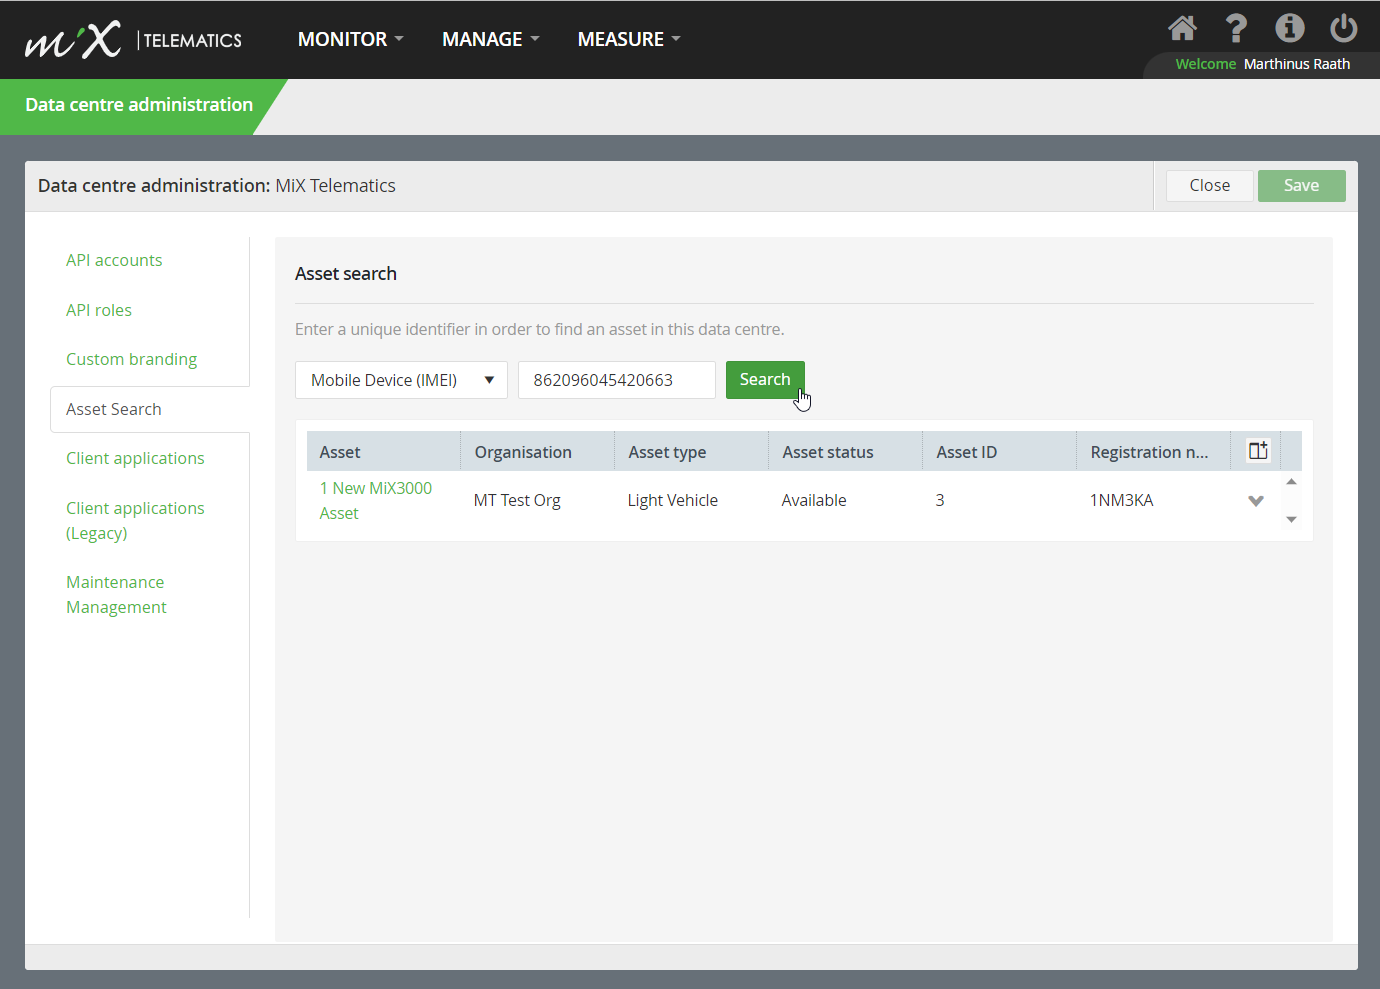 miX | TELEMATICS
MONITOR
MANAGE
MEASURE
Welcome Marthinus Raath
Data centre administration
Data centre administration: MiX Telematics
Close
Save
API accounts
API roles
Custom branding
Asset Search
Client applications
Client applications
(Legacy)
Maintenance
Management
Asset search
Enter a unique identifier in order to find an asset in this data centre.
Mobile Device (IMEI)
862096045420663
Search
Asset
Organisation
Asset type
Asset status
Asset ID
Registration n...
1 New MiX3000
Asset
MT Test Org
Light Vehicle
Available
3
1NM3KA